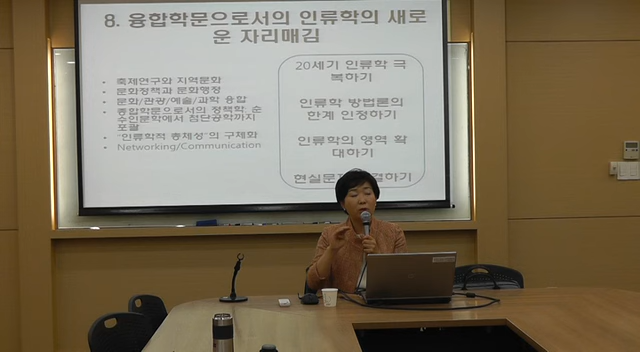 8. 융합학문으로서의 인류학의 새로
운 자리매김
• 축제연구와 지역문화
• 문화정책과 문화행정
• 문화/관광/예술/과학 융합
• 종합학문으로서의 정책학, 순
수인문학에서 첨단공학까지
포괄
• "인류학적 총체성"의 구체화
• Networking/Communication
20세기 인류학 극
복하기
인류학 방법론의
한계 인정하기
인류학의 영역 확
대하기
현실문
하기